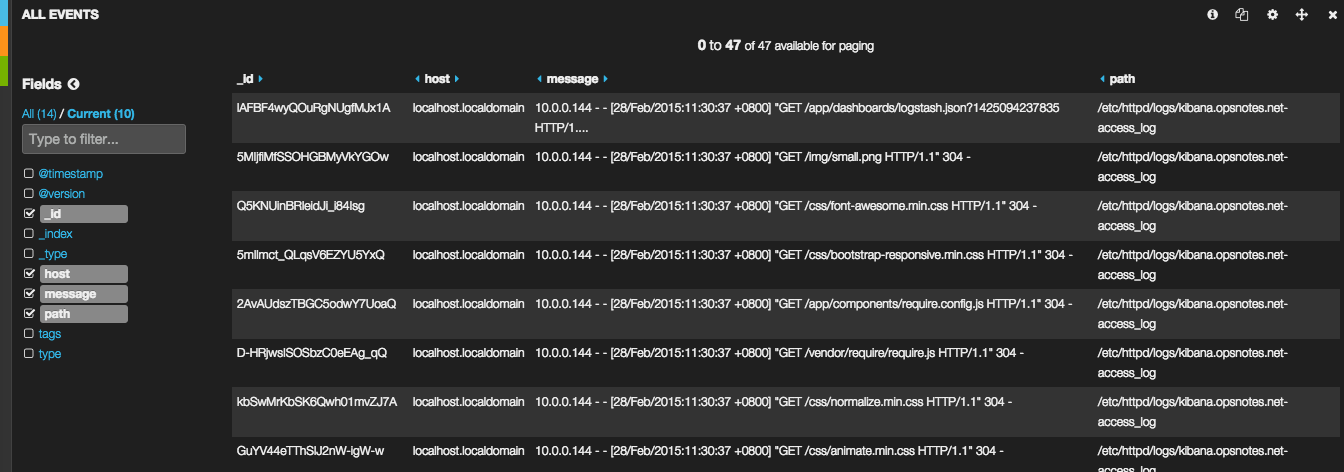 ALL EVENTS
0 to 47 of 47 available for paging
Fields
All (14) / Current (10)
Type to filter...
@timestamp
@version
_id
_index
_type
host
message
path
tags
type
_id host message path
lAFBF4wyQOuRgNUgfMJx1A localhost.localdomain 10.0.0.144 - - [28/Feb/2015:11:30:37 +0800] "GET /app/dashboards/logstash.json?1425094237835 /etc/httpd/logs/kibana.opsnotes.net-
HTTP/1.... access_log
5MljflMfSSOHGBMyVkYGOw localhost.localdomain 10.0.0.144 - - [28/Feb/2015:11:30:37 +0800] "GET /img/small.png HTTP/1.1" 304 - /etc/httpd/logs/kibana.opsnotes.net-
access_log
Q5KNUlnBRleidJi_i84lsg localhost.localdomain 10.0.0.144 - - [28/Feb/2015:11:30:37 +0800] "GET /css/font-awesome.min.css HTTP/1.1" 304 - /etc/httpd/logs/kibana.opsnotes.net-
access_log
5mllmct_QLqsV6EZYU5YxQ localhost.localdomain 10.0.0.144 - - [28/Feb/2015:11:30:37 +0800] "GET /css/bootstrap-responsive.min.css HTTP/1.1" 304 - /etc/httpd/logs/kibana.opsnotes.net-
access_log
2AvAUdszTBGC5odwY7UoaQ localhost.localdomain 10.0.0.144 - - [28/Feb/2015:11:30:37 +0800] "GET /app/components/require.config.js HTTP/1.1" 304 - /etc/httpd/logs/kibana.opsnotes.net-
access_log
D-HRjwslSOSbzC0eEAg_qQ localhost.localdomain 10.0.0.144 - - [28/Feb/2015:11:30:37 +0800] "GET /vendor/require/require.js HTTP/1.1" 304 - /etc/httpd/logs/kibana.opsnotes.net-
access_log
kbSwMrKbSK6Qwh01mvZJ7A localhost.localdomain 10.0.0.144 - - [28/Feb/2015:11:30:37 +0800] "GET /css/normalize.min.css HTTP/1.1" 304 - /etc/httpd/logs/kibana.opsnotes.net-
access_log
GuYV44eTThSlJ2nW-lgW-w localhost.localdomain 10.0.0.144 - - [28/Feb/2015:11:30:37 +0800] "GET /css/animate.min.css HTTP/1.1" 304 - /etc/httpd/logs/kibana.opsnotes.net-
access_log